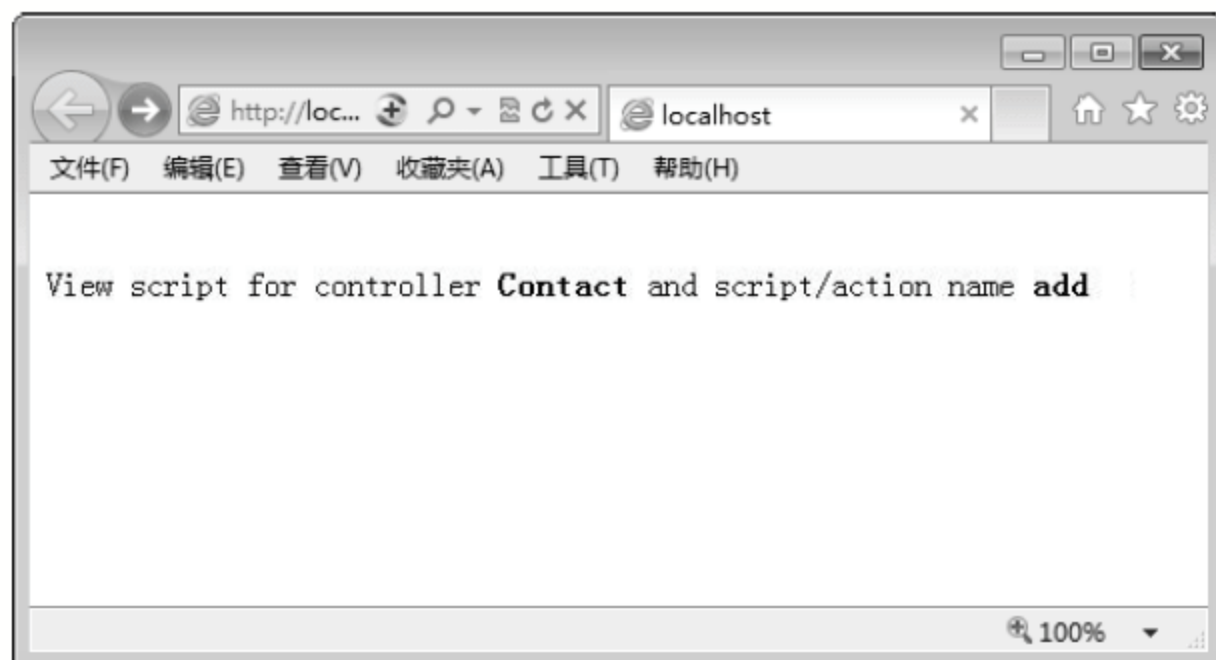 http://loc...
localhost
文件(F) 编辑(E) 查看(V) 收藏夹(A) 工具(T) 帮助(H)
View script for controller Contact and script/action name add
100%